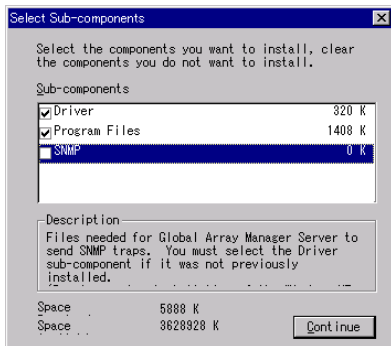 Select Sub-components
Select the components you want to install, clear
the components you do not want to install.
Sub-components
Driver 320 K
Program Files 1408 K
SNMP 0 K
Description
Files needed for Global Array Manager Server to
send SNMP traps. You must select the Driver
sub-component if it was not previously
installed.
Space 5888 K
Space 3628928 K
Continue